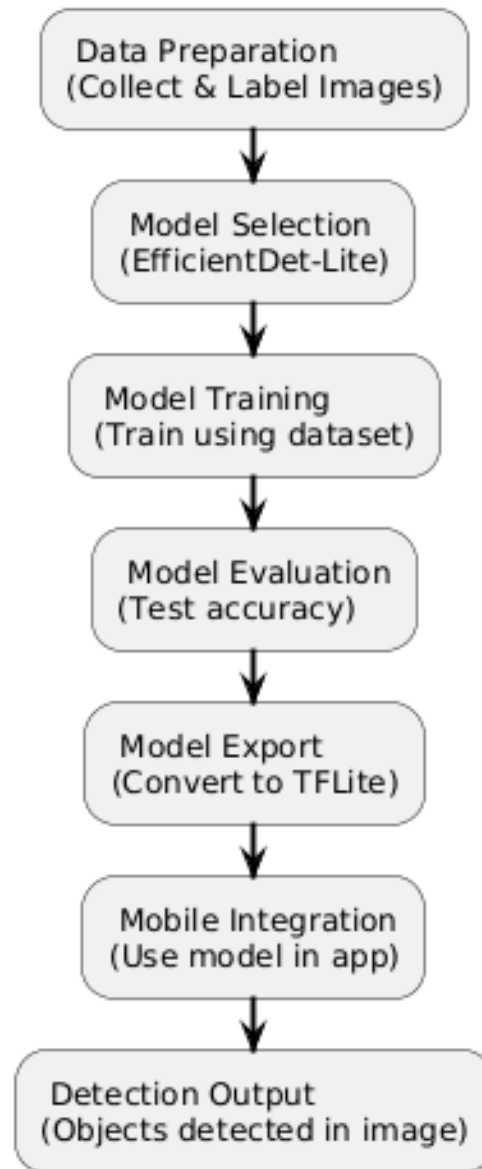 Data Preparation
(Collect & Label Images)
Model Selection
(EfficientDet-Lite)
Model Training
(Train using dataset)
Model Evaluation
(Test accuracy)
Model Export
(Convert to TFLite)
Mobile Integration
(Use model in app)
Detection Output
(Objects detected in image)